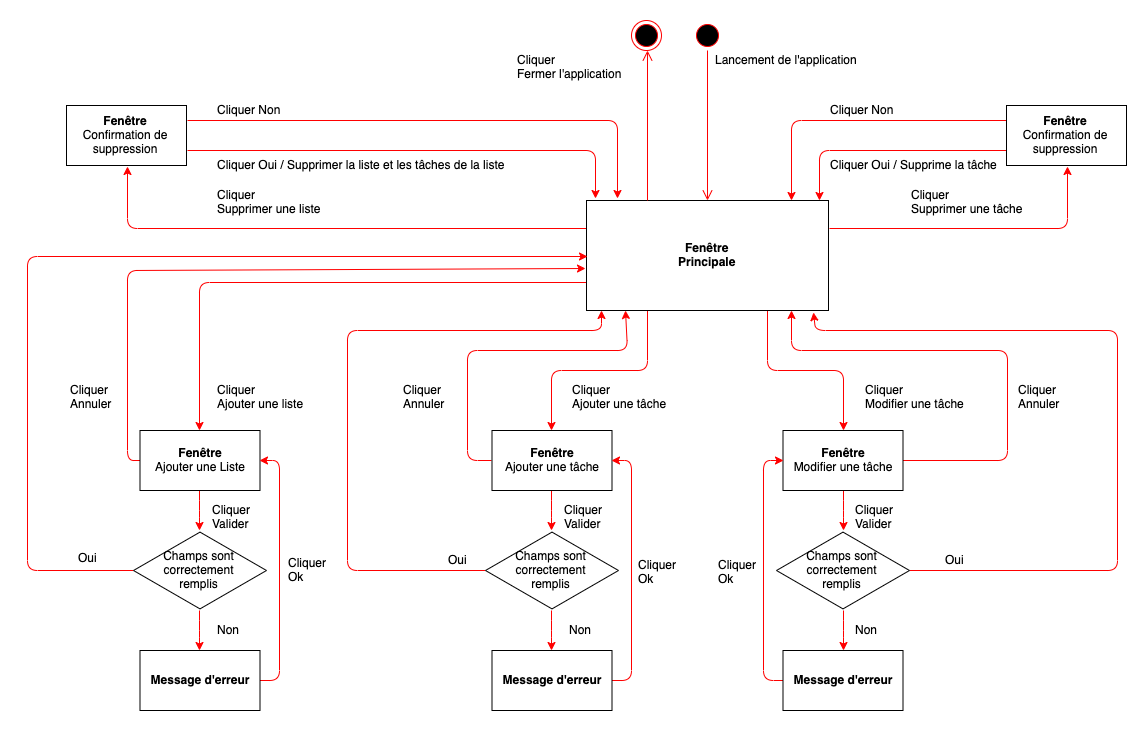 Cliquer
Fermer l'application
Lancement de l'application
Fenêtre
Confirmation de
suppression
Cliquer Non
Cliquer Oui / Supprimer la liste et les tâches de la liste
Cliquer
Supprimer une liste
Cliquer Non
Cliquer Oui / Supprime la tâche
Cliquer
Supprimer une tâche
Fenêtre
Confirmation de
suppression
Fenêtre
Principale
Cliquer
Annuler
Cliquer
Ajouter une liste
Cliquer
Annuler
Cliquer
Ajouter une tâche
Cliquer
Modifier une tâche
Cliquer
Annuler
Fenêtre
Ajouter une Liste
Fenêtre
Ajouter une tâche
Fenêtre
Modifier une tâche
Cliquer
Valider
Cliquer
Valider
Cliquer
Valider
Oui
Champs sont
correctement
remplis
Cliquer
Ok
Oui
Champs sont
correctement
remplis
Cliquer
Ok
Cliquer
Ok
Champs sont
correctement
remplis
Oui
Non
Non
Non
Message d'erreur
Message d'erreur
Message d'erreur